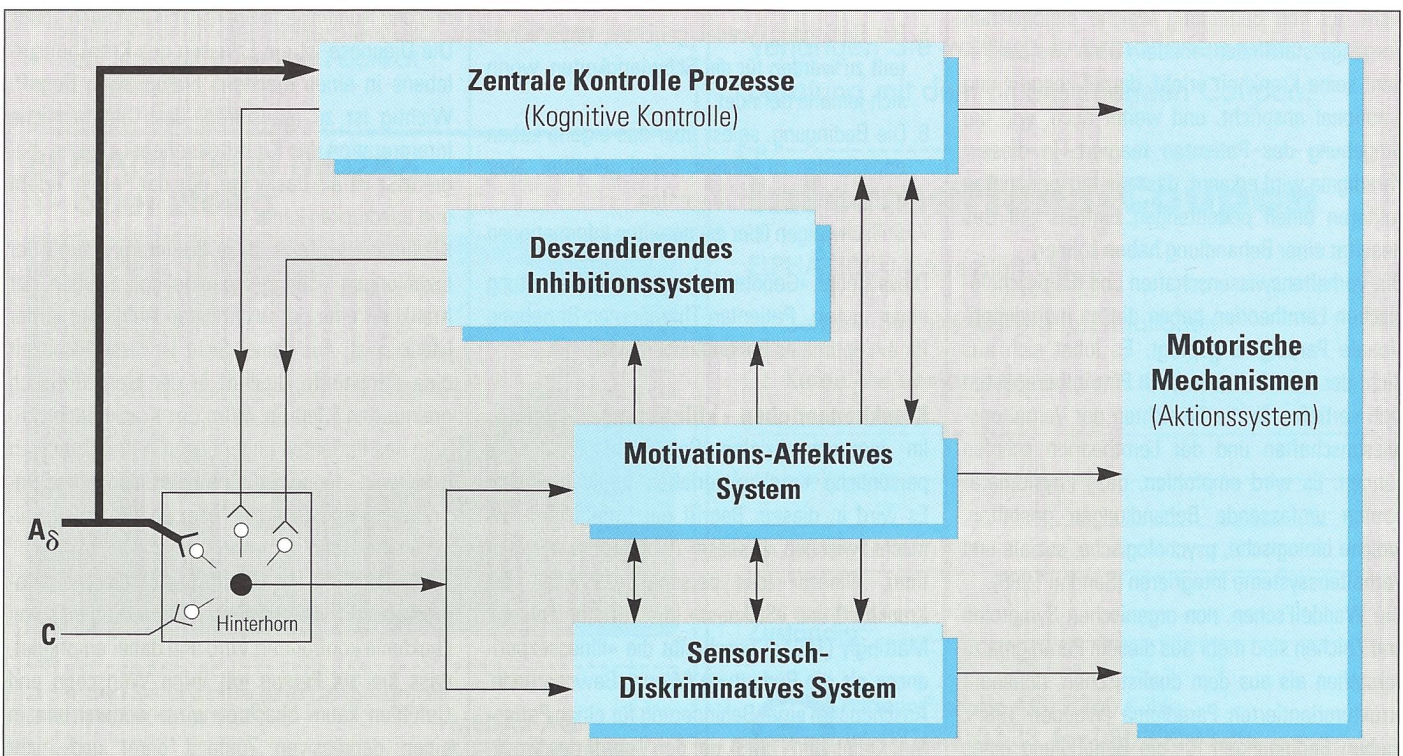 Zentrale Kontrolle Prozesse
(Kognitive Kontrolle)
Deszendierendes
Inhibitionssystem
Motorische
Mechanismen
(Aktionssystem)
Motivations-Affektives
System
Aδ
Hinterhorn
C
Sensorisch-
Diskriminatives System